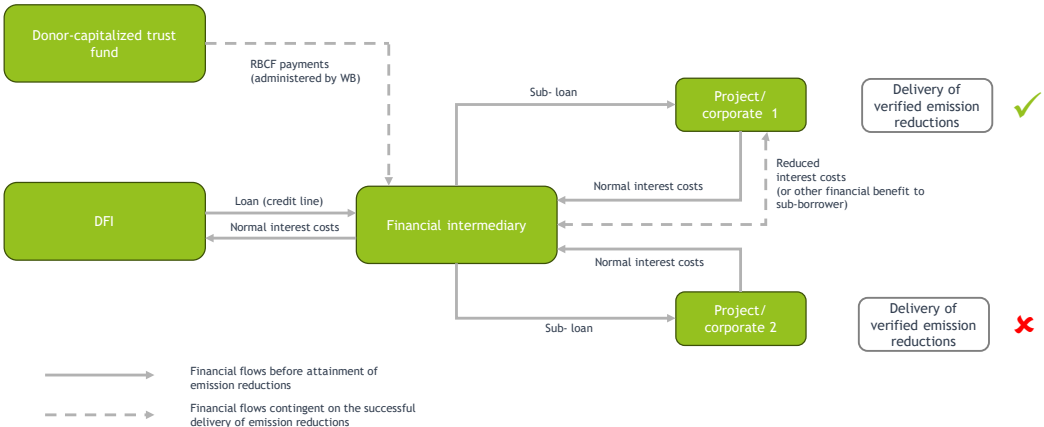 Donor-capitalized trust
fund
RBCF payments
(administered by WB)
Sub- loan
Project/
corporate 1
Delivery of
verified emission
reductions
Reduced
interest costs
(or other financial benefit to
sub-borrower)
Normal interest costs
DFI
Loan (credit line)
Normal interest costs
Financial intermediary
Normal interest costs
Sub- loan
Project/
corporate 2
Delivery of
verified emission
reductions
Financial flows before attainment of
emission reductions
Financial flows contingent on the successful
delivery of emission reductions